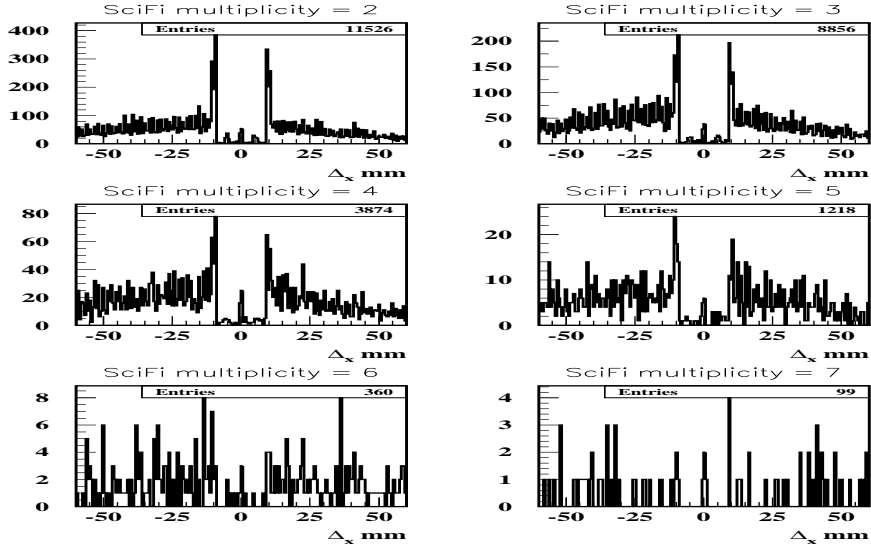 SciFi multiplicity = 2
Entries 11526
400
300
200
100
0
-50 -25 0 25 50
Δx mm
SciFi multiplicity = 3
Entries 8856
200
150
100
50
0
-50 -25 0 25 50
Δx mm
SciFi multiplicity = 4
Entries 3874
80
60
40
20
0
-50 -25 0 25 50
Δx mm
SciFi multiplicity = 5
Entries 1218
20
10
0
-50 -25 0 25 50
Δx mm
SciFi multiplicity = 6
Entries 360
8
6
4
2
0
-50 -25 0 25 50
Δx mm
SciFi multiplicity = 7
Entries 99
4
3
2
1
0
-50 -25 0 25 50
Δx mm